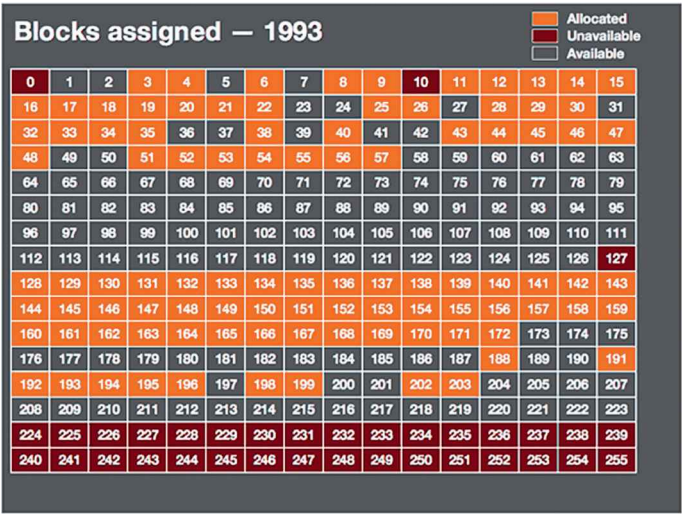 Blocks assigned — 1993
Allocated
Unavailable
Available
0 1 2 3 4 5 6 7 8 9 10 11 12 13 14 15
16 17 18 19 20 21 22 23 24 25 26 27 28 29 30 31
32 33 34 35 36 37 38 39 40 41 42 43 44 45 46 47
48 49 50 51 52 53 54 55 56 57 58 59 60 61 62 63
64 65 66 67 68 69 70 71 72 73 74 75 76 77 78 79
80 81 82 83 84 85 86 87 88 89 90 91 92 93 94 95
96 97 98 99 100 101 102 103 104 105 106 107 108 109 110 111
112 113 114 115 116 117 118 119 120 121 122 123 124 125 126 127
128 129 130 131 132 133 134 135 136 137 138 139 140 141 142 143
144 145 146 147 148 149 150 151 152 153 154 155 156 157 158 159
160 161 162 163 164 165 166 167 168 169 170 171 172 173 174 175
176 177 178 179 180 181 182 183 184 185 186 187 188 189 190 191
192 193 194 195 196 197 198 199 200 201 202 203 204 205 206 207
208 209 210 211 212 213 214 215 216 217 218 219 220 221 222 223
224 225 226 227 228 229 230 231 232 233 234 235 236 237 238 239
240 241 242 243 244 245 246 247 248 249 250 251 252 253 254 255